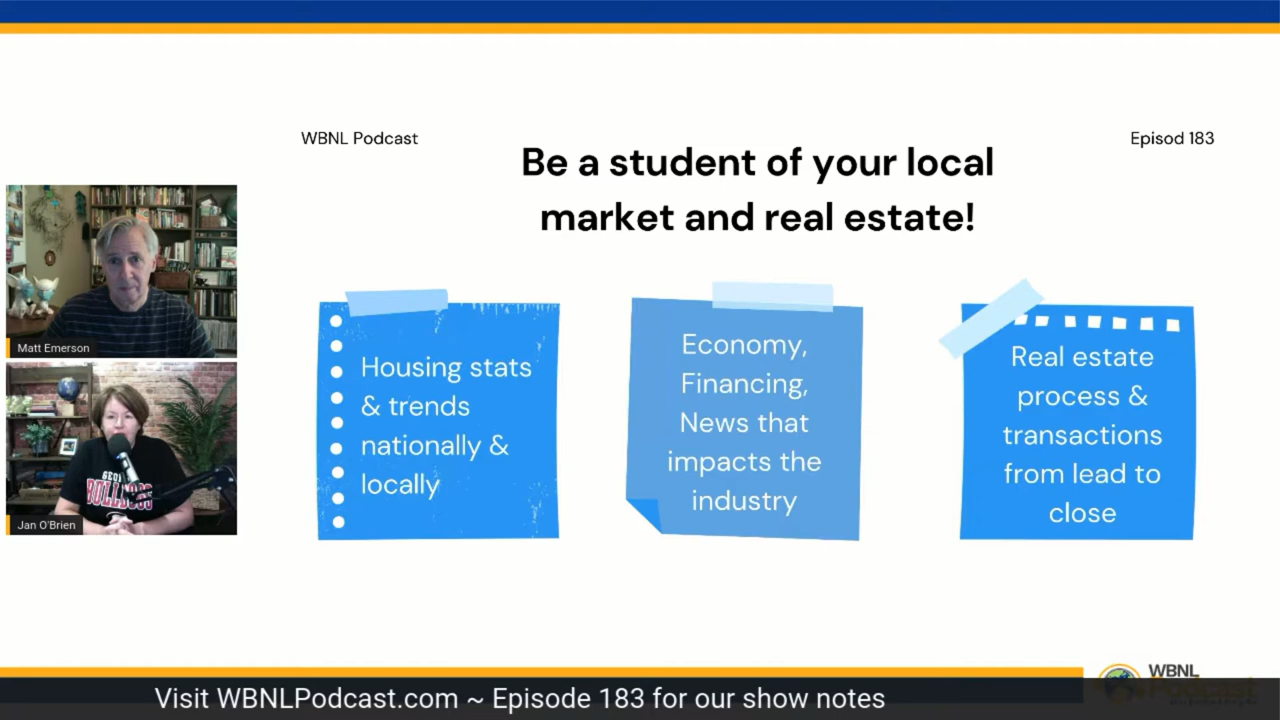 WBNL Podcast
Episod 183
Be a student of your local
market and real estate!
Matt Emerson
Jan O'Brien
Housing stats
& trends
nationally &
locally
Economy,
Financing,
News that
impacts the
industry
Real estate
process &
transactions
from lead to
close
WBNL
Podcast
Visit WBNLPodcast.com ~ Episode 183 for our show notes